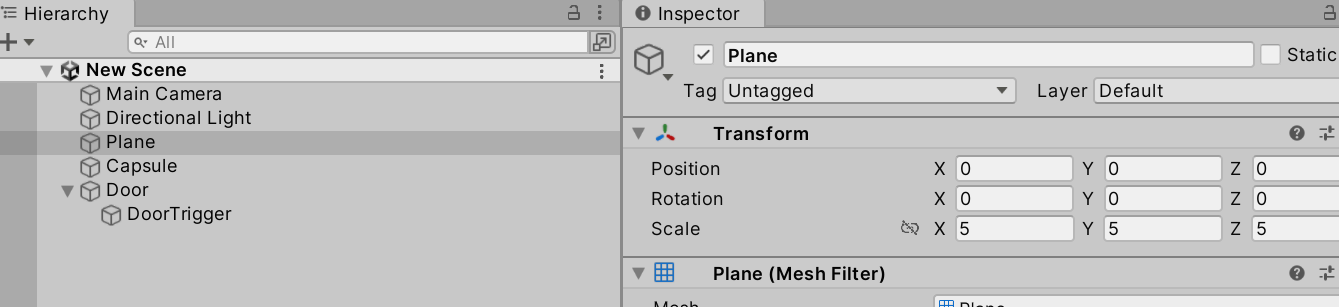 Hierarchy
All
New Scene
Main Camera
Directional Light
Plane
Capsule
Door
DoorTrigger
Inspector
Plane
Static
Tag Untagged Layer Default
Transform
Position X 0 Y 0 Z 0
Rotation X 0 Y 0 Z 0
Scale X 5 Y 5 Z 5
Plane (Mesh Filter)
Mesh Plane